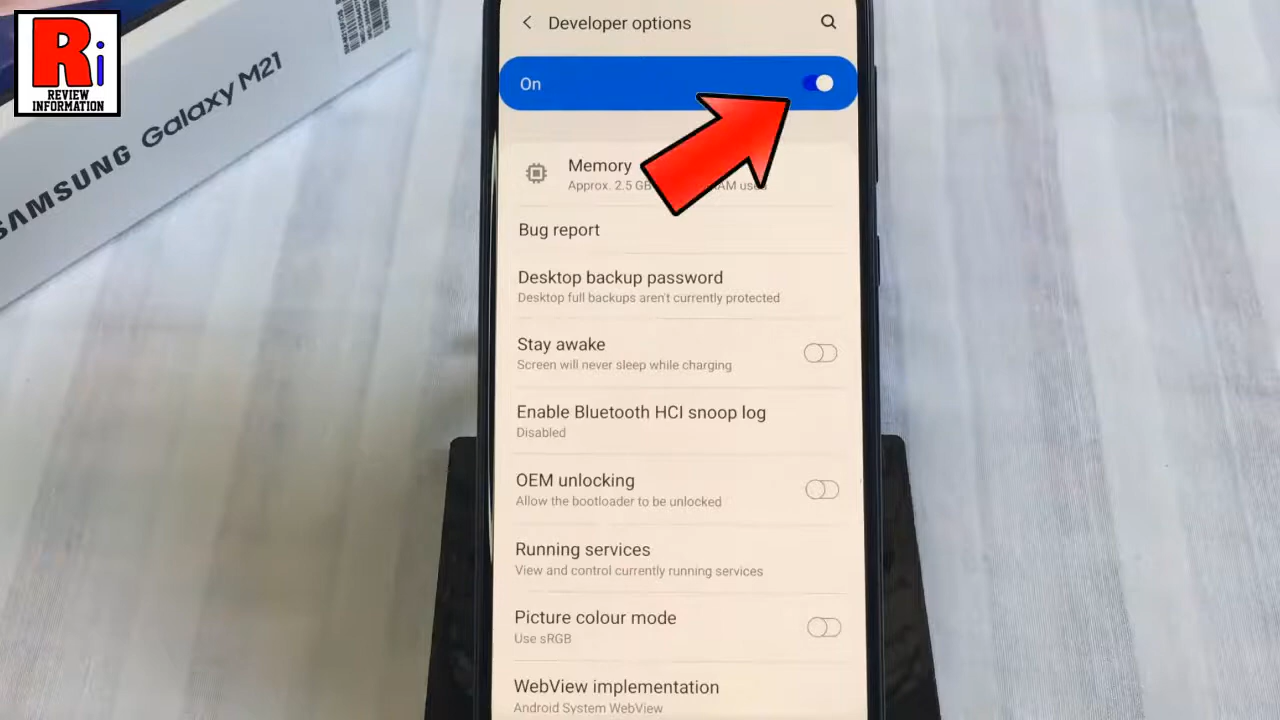 Ri
REVIEW
INFORMATION
SAMSUNG Galaxy M21
Developer options
On
Memory
Approx. 2.5 GB AM used
Bug report
Desktop backup password
Desktop full backups aren't currently protected
Stay awake
Screen will never sleep while charging
Enable Bluetooth HCI snoop log
Disabled
OEM unlocking
Allow the bootloader to be unlocked
Running services
View and control currently running services
Picture colour mode
Use sRGB
WebView implementation
Android System WebView